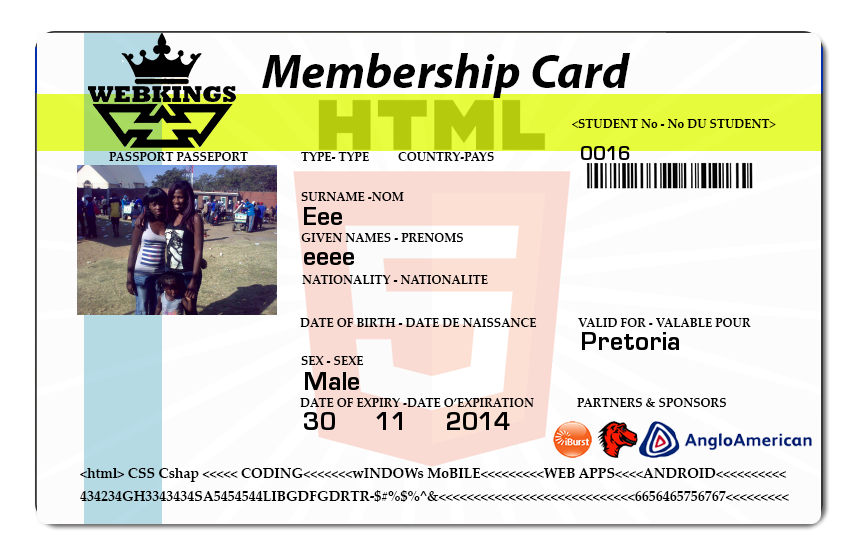 Membership Card
WEBKINGS
HTML
<STUDENT No - No DU STUDENT>
0016
PASSPORT PASSEPORT
TYPE- TYPE COUNTRY-PAYS
SURNAME -NOM
Eee
GIVEN NAMES - PRENOMS
eeee
NATIONALITY - NATIONALITE
DATE OF BIRTH - DATE DE NAISSANCE
VALID FOR - VALABLE POUR
Pretoria
SEX - SEXE
Male
DATE OF EXPIRY -DATE O'EXPIRATION
30 11 2014
PARTNERS & SPONSORS
iBurst
AngloAmerican
<html> CSS Cshap <<<<< CODING<<<<<<<wINDOWs MoBILE<<<<<<<<<WEB APPS<<<<ANDROID<<<<<<<<<<
434234GH3343434SA5454544LIBGDFGDRTR-$#%$%^&<<<<<<<<<<<<<<<<<<<<<<<<<<<<6656465756767<<<<<<<<<